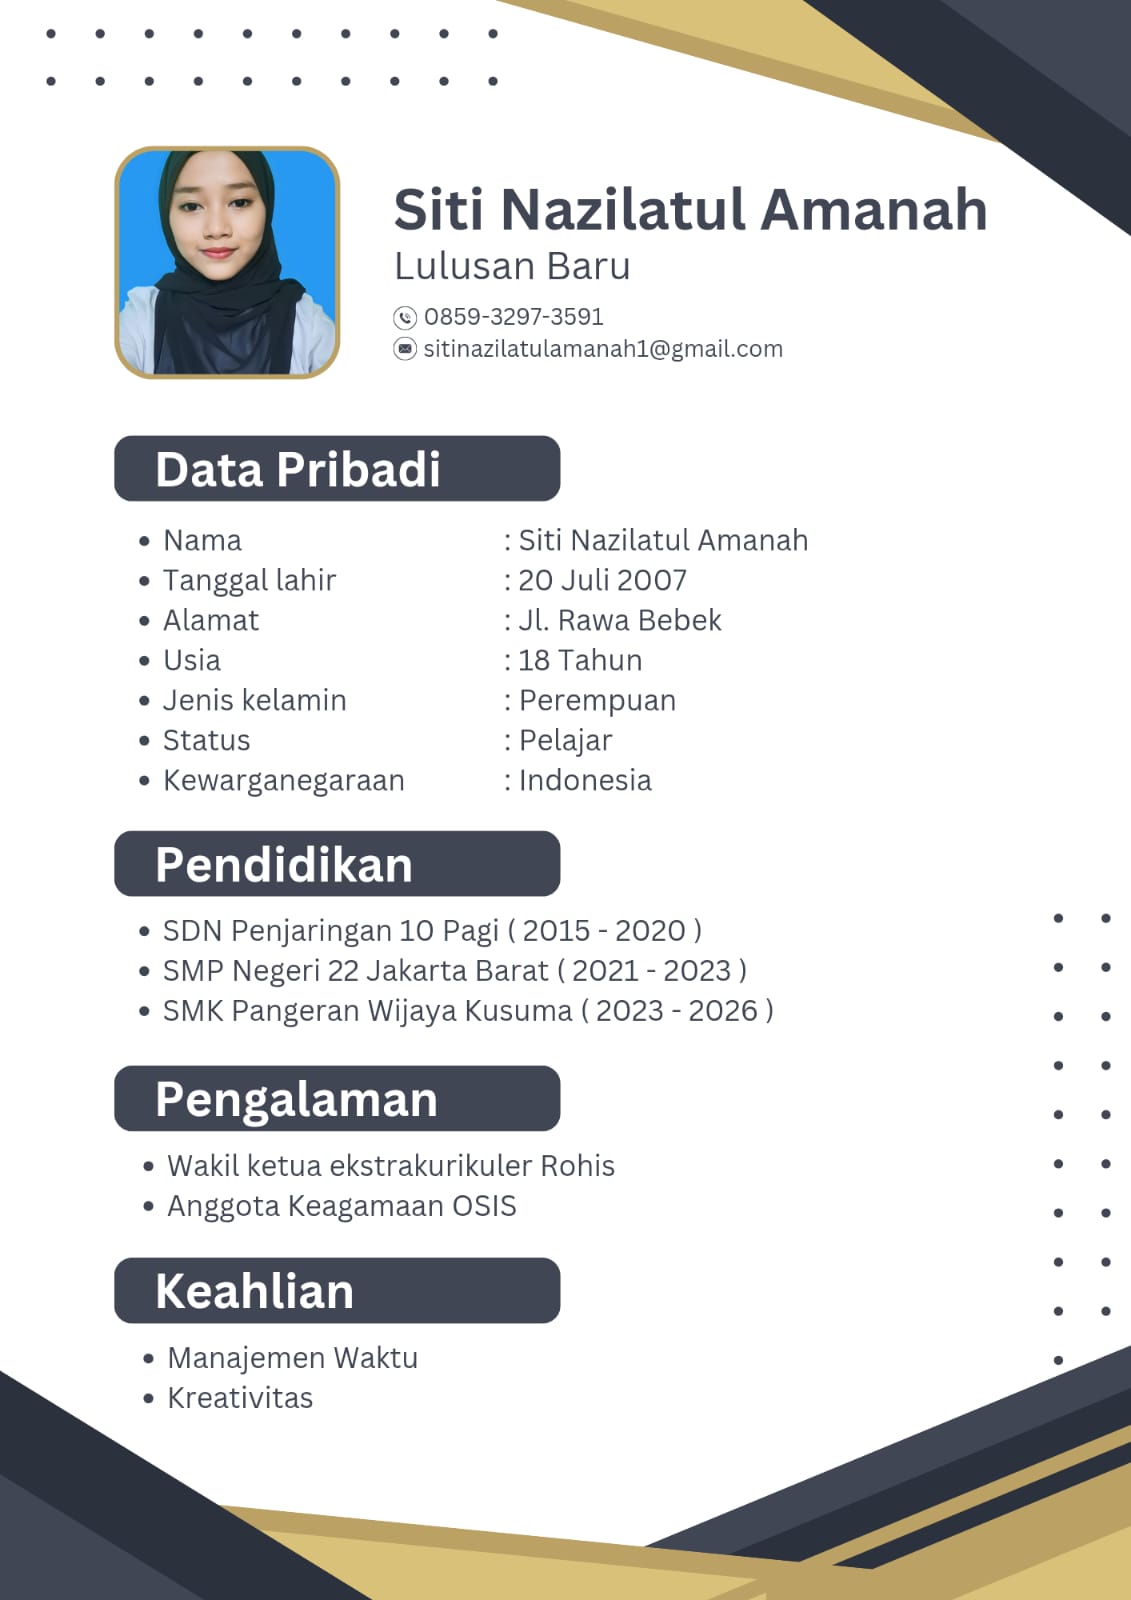 Siti Nazilatul Amanah
Lulusan Baru
0859-3297-3591
sitinazilatulamanah1@gmail.com
Data Pribadi
• Nama : Siti Nazilatul Amanah
• Tanggal lahir : 20 Juli 2007
• Alamat : Jl. Rawa Bebek
• Usia : 18 Tahun
• Jenis kelamin : Perempuan
• Status : Pelajar
• Kewarganegaraan : Indonesia
Pendidikan
• SDN Penjaringan 10 Pagi ( 2015 - 2020 )
• SMP Negeri 22 Jakarta Barat ( 2021 - 2023 )
• SMK Pangeran Wijaya Kusuma ( 2023 - 2026 )
Pengalaman
• Wakil ketua ekstrakurikuler Rohis
• Anggota Keagamaan OSIS
Keahlian
• Manajemen Waktu
• Kreativitas